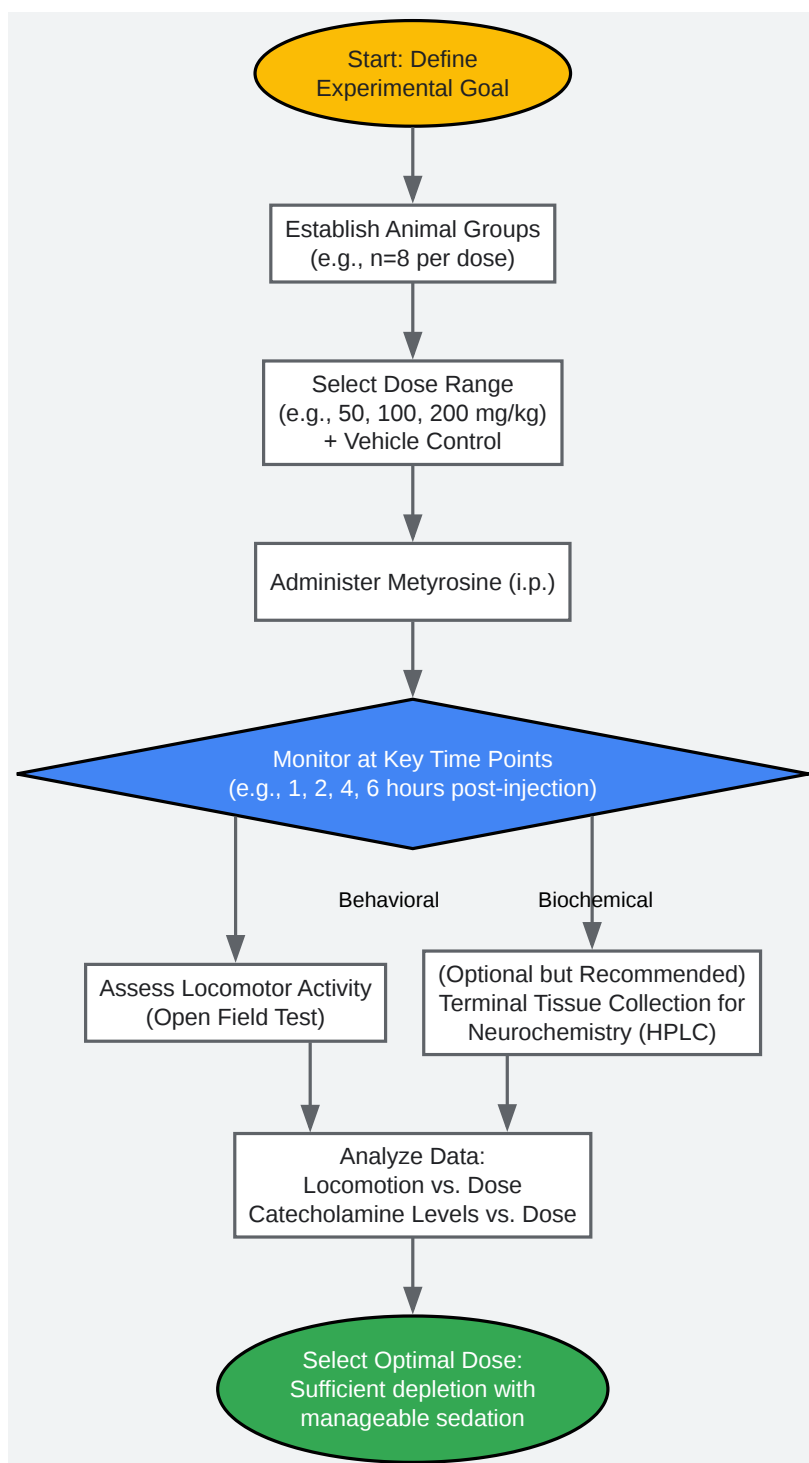 Start: Define
Experimental Goal
Establish Animal Groups
(e.g., n=8 per dose)
Select Dose Range
(e.g., 50, 100, 200 mg/kg)
+ Vehicle Control
Administer Metyrosine (i.p.)
Monitor at Key Time Points
(e.g., 1, 2, 4, 6 hours post-injection)
Behavioral
Biochemical
Assess Locomotor Activity
(Open Field Test)
(Optional but Recommended)
Terminal Tissue Collection for
Neurochemistry (HPLC)
Analyze Data:
Locomotion vs. Dose
Catecholamine Levels vs. Dose
Select Optimal Dose:
Sufficient depletion with
manageable sedation